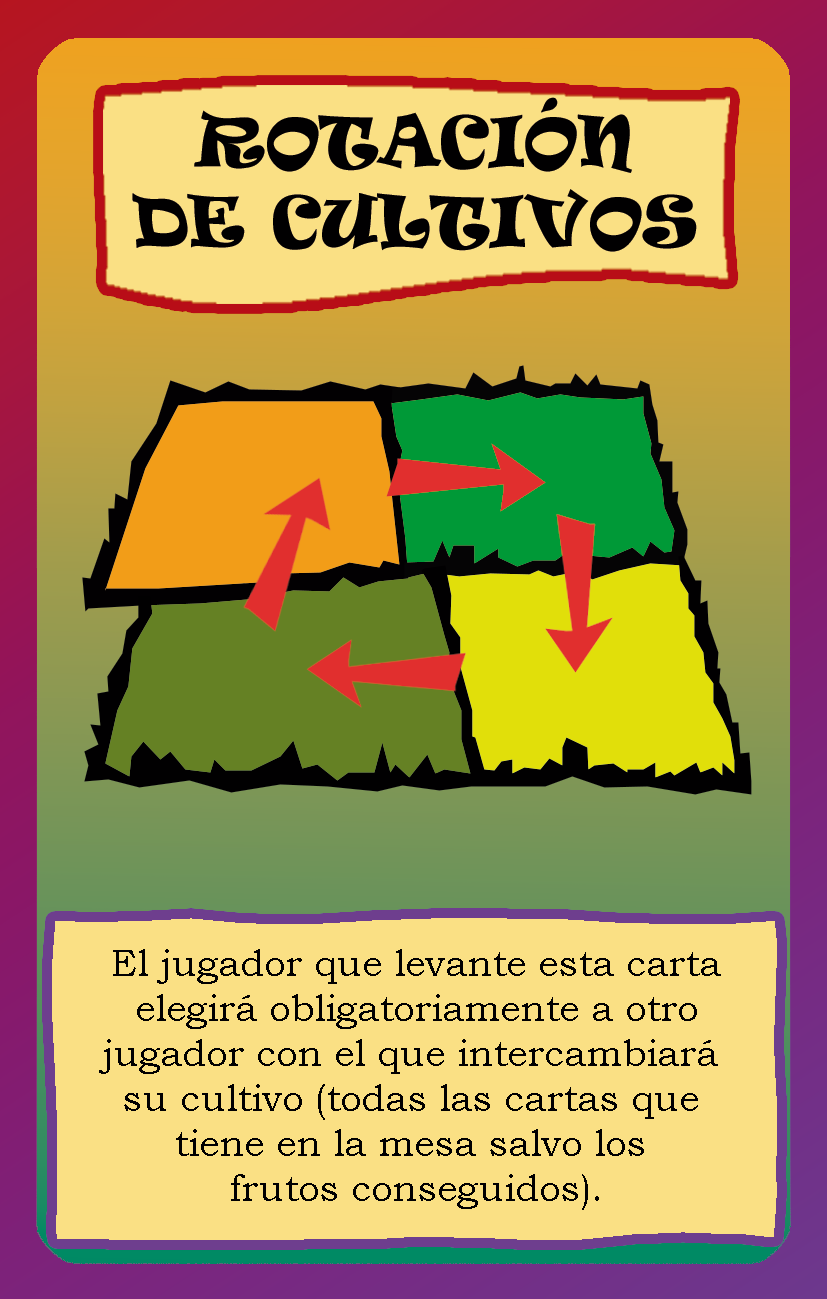 ROTACIÓN
DE CULTIVOS
El jugador que levante esta carta
elegirá obligatoriamente a otro
jugador con el que intercambiará
su cultivo (todas las cartas que
tiene en la mesa salvo los
frutos conseguidos).